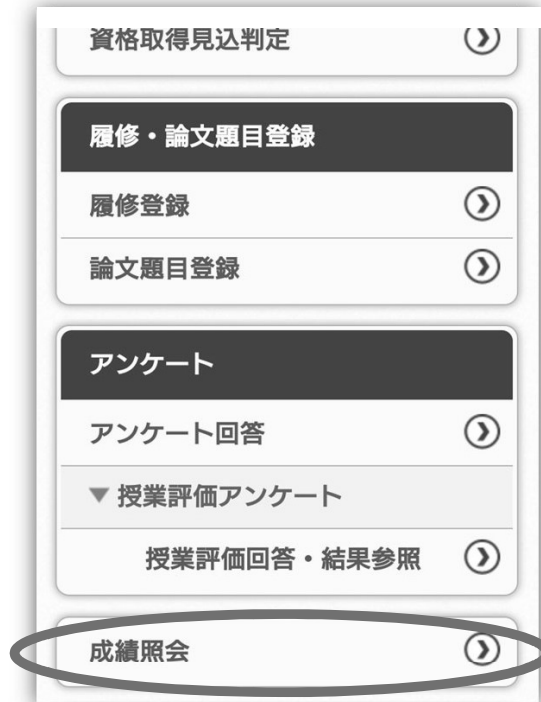 資格取得見込判定
履修・論文題目登録
履修登録
論文題目登録
アンケート
アンケート回答
▼授業評価アンケート
授業評価回答・結果参照
成績照会